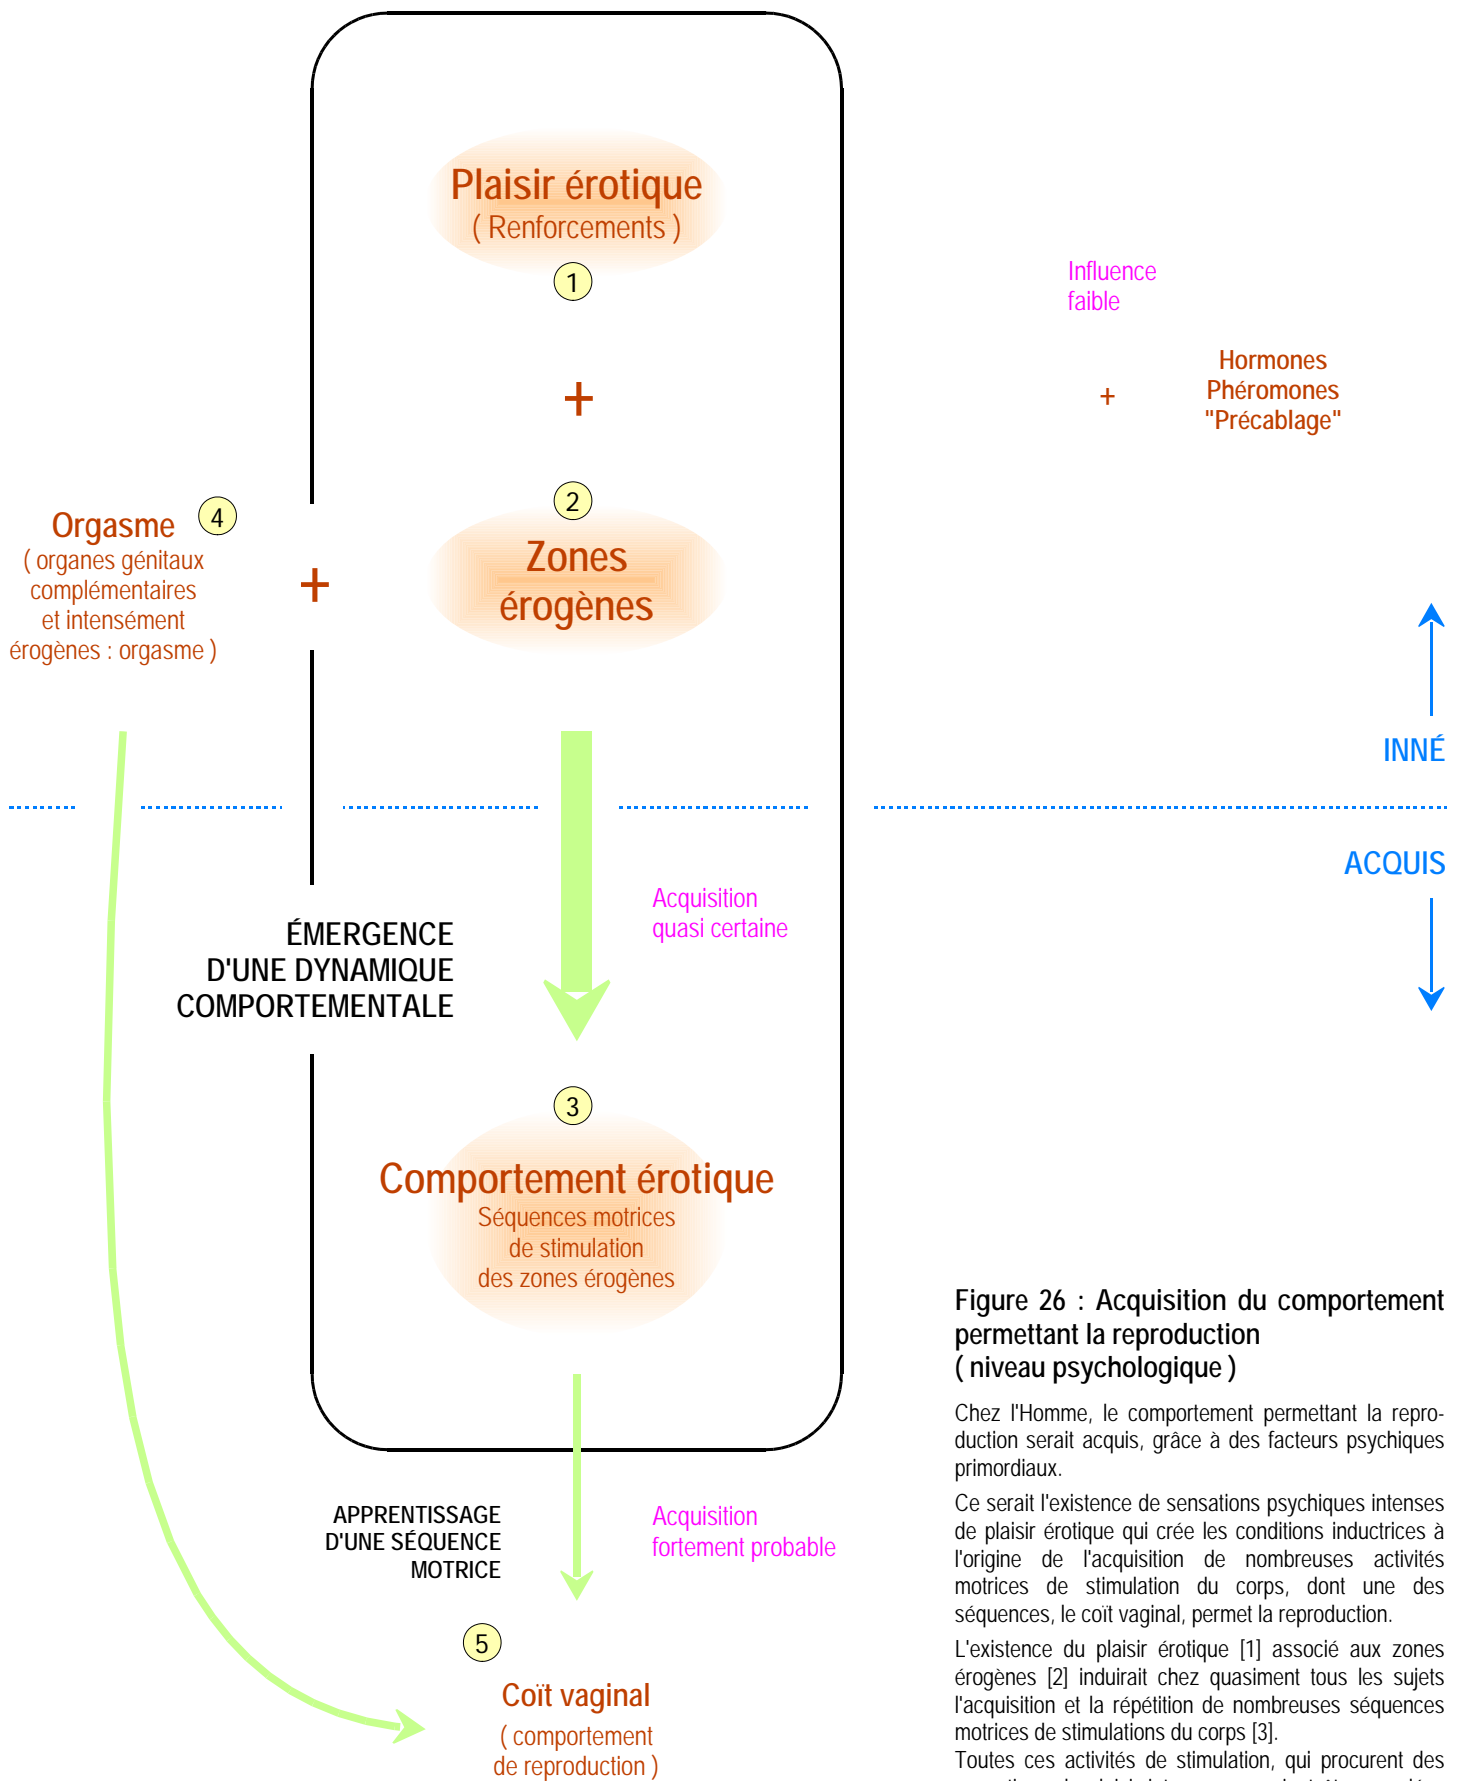 Plaisir érotique
( Renforcements )
1
+
Influence
faible
+
Hormones
Phéromones
"Précablage"
Orgasme
4
( organes génitaux
complémentaires
et intensément
érogènes : orgasme )
+
2
Zones
érogènes
INNÉ
ACQUIS
ÉMERGENCE
D'UNE DYNAMIQUE
COMPORTEMENTALE
Acquisition
quasi certaine
3
Comportement érotique
Séquences motrices
de stimulation
des zones érogènes
APPRENTISSAGE
D'UNE SÉQUENCE
MOTRICE
Acquisition
fortement probable
5
Coït vaginal
( comportement
de reproduction )
Figure 26 : Acquisition du comportement
permettant la reproduction
( niveau psychologique )
Chez l'Homme, le comportement permettant la repro-
duction serait acquis, grâce à des facteurs psychiques
primordiaux.
Ce serait l'existence de sensations psychiques intenses
de plaisir érotique qui crée les conditions inductrices à
l'origine de l'acquisition de nombreuses activités
motrices de stimulation du corps, dont une des
séquences, le coït vaginal, permet la reproduction.
L'existence du plaisir érotique [1] associé aux zones
érogènes [2] induirait chez quasiment tous les sujets
l'acquisition et la répétition de nombreuses séquences
motrices de stimulations du corps [3].
Toutes ces activités de stimulation, qui procurent des